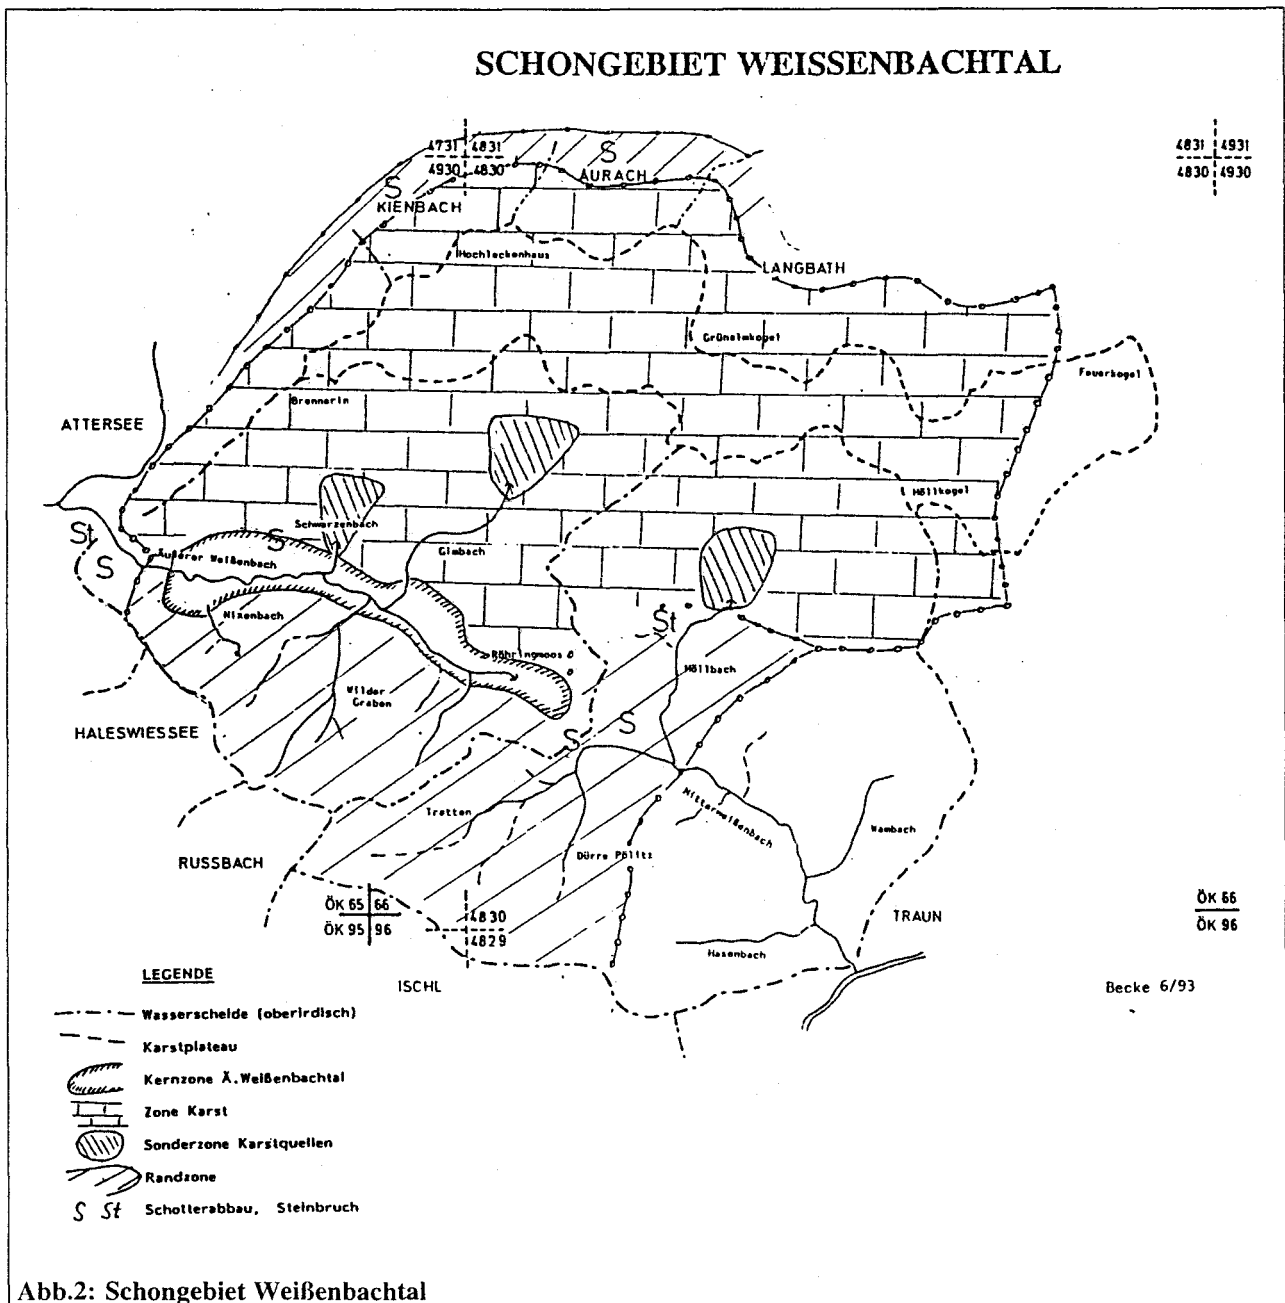 SCHONGEBIET WEISSENBACHTAL
4731 4831
4930 4830
4831 4931
4830 4930
S
AURACH
S
KIENBACH
Hochleckenhaus
LANGBATH
Grünalmkogel
Feuerkogel
Brennerin
ATTERSEE
Höllkogel
Schwarzenbach
St
S
Gimbach
Äußerer Weißenbach
S
Nixenbach
St
Röhringmoos
Höllbach
Wilder
Graben
S
HALESWIESSEE
S
Tretten
Mitterweißenbach
Wambach
RUSSBACH
Dürre Pölitz
ÖK 65 66
ÖK 95 96
4830
4829
TRAUN
ÖK 66
ÖK 96
Hasenbach
LEGENDE
ISCHL
Becke 6/93
Wasserscheide (oberirdisch)
Karstplateau
Kernzone Ä.Weißenbachtal
Zone Karst
Sonderzone Karstquellen
Randzone
S St Schotterabbau, Steinbruch
Abb.2: Schongebiet Weißenbachtal